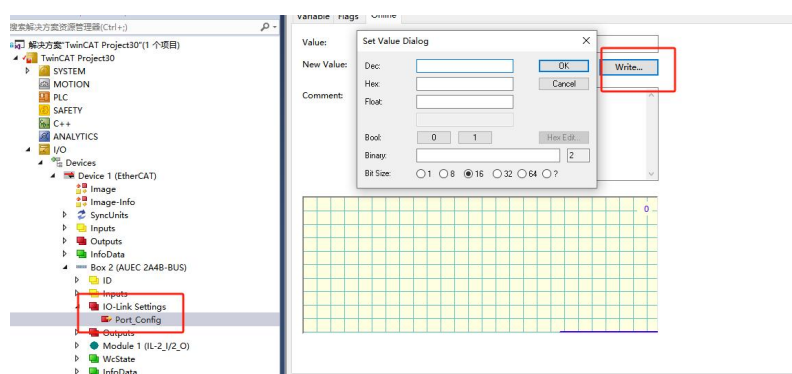 搜索解决方案资源管理器(Ctrl+;)
解决方案"TwinCAT Project30"(1 个项目)
TwinCAT Project30
SYSTEM
MOTION
PLC
SAFETY
C++
ANALYTICS
I/O
Devices
Device 1 (EtherCAT)
Image
Image-Info
SyncUnits
Inputs
Outputs
InfoData
Box 2 (AUEC 2A4B-BUS)
ID
Inputs
IO-Link Settings
Port_Config
Outputs
Module 1 (IL-2_I/2_O)
WcState
InfoData
Variable Flags Online
Value:
New Value: Write...
Comment:
Set Value Dialog
Dec: OK
Hex: Cancel
Float:
Bool: 0 1 Hex Edit...
Binary: 2
Bit Size: 1 8 16 32 64 ?
0